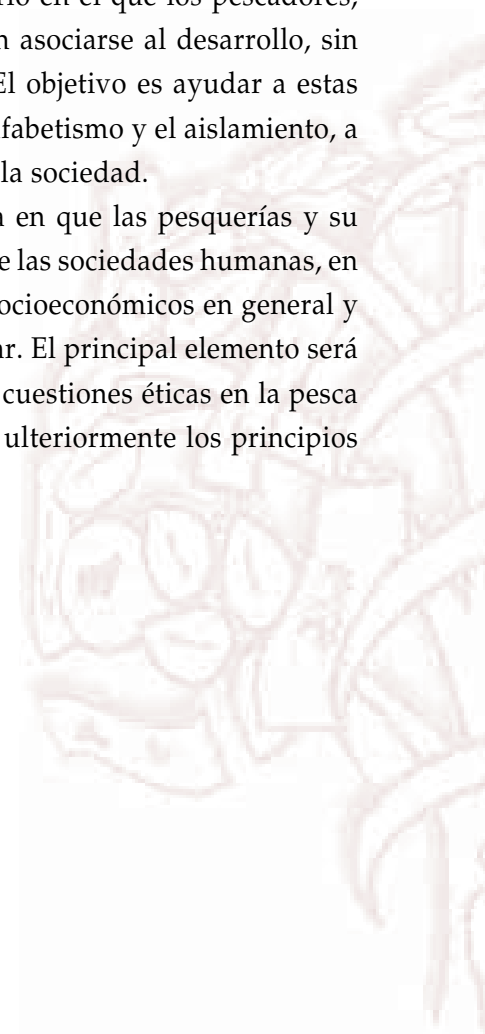 en el que los pescadores,
asociarse al desarrollo, sin
El objetivo es ayudar a estas
fabetismo y el aislamiento, a
la sociedad.
en que las pesquerías y su
e las sociedades humanas, en
ocioeconómicos en general y
ar. El principal elemento será
cuestiones éticas en la pesca
ulteriormente los principios